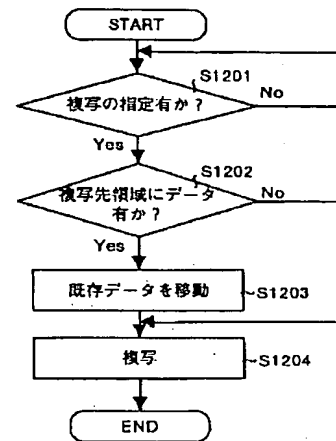 START
S1201
複写の指定有か？
No
Yes
S1202
複写先領域にデータ
有か？
No
Yes
既存データを移動
S1203
複写
S1204
END